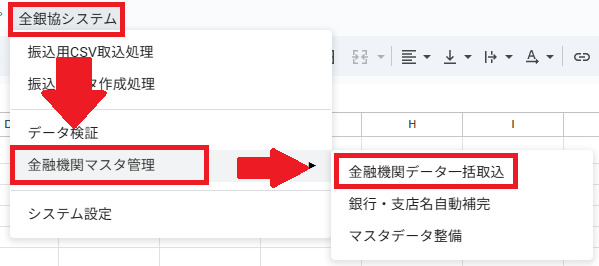 全銀協システム
振込用CSV取込処理
振込 タ作成処理
データ検証
金融機関マスタ管理
システム設定
H
I
金融機関データ一括取込
銀行・支店名自動補完
マスタデータ整備